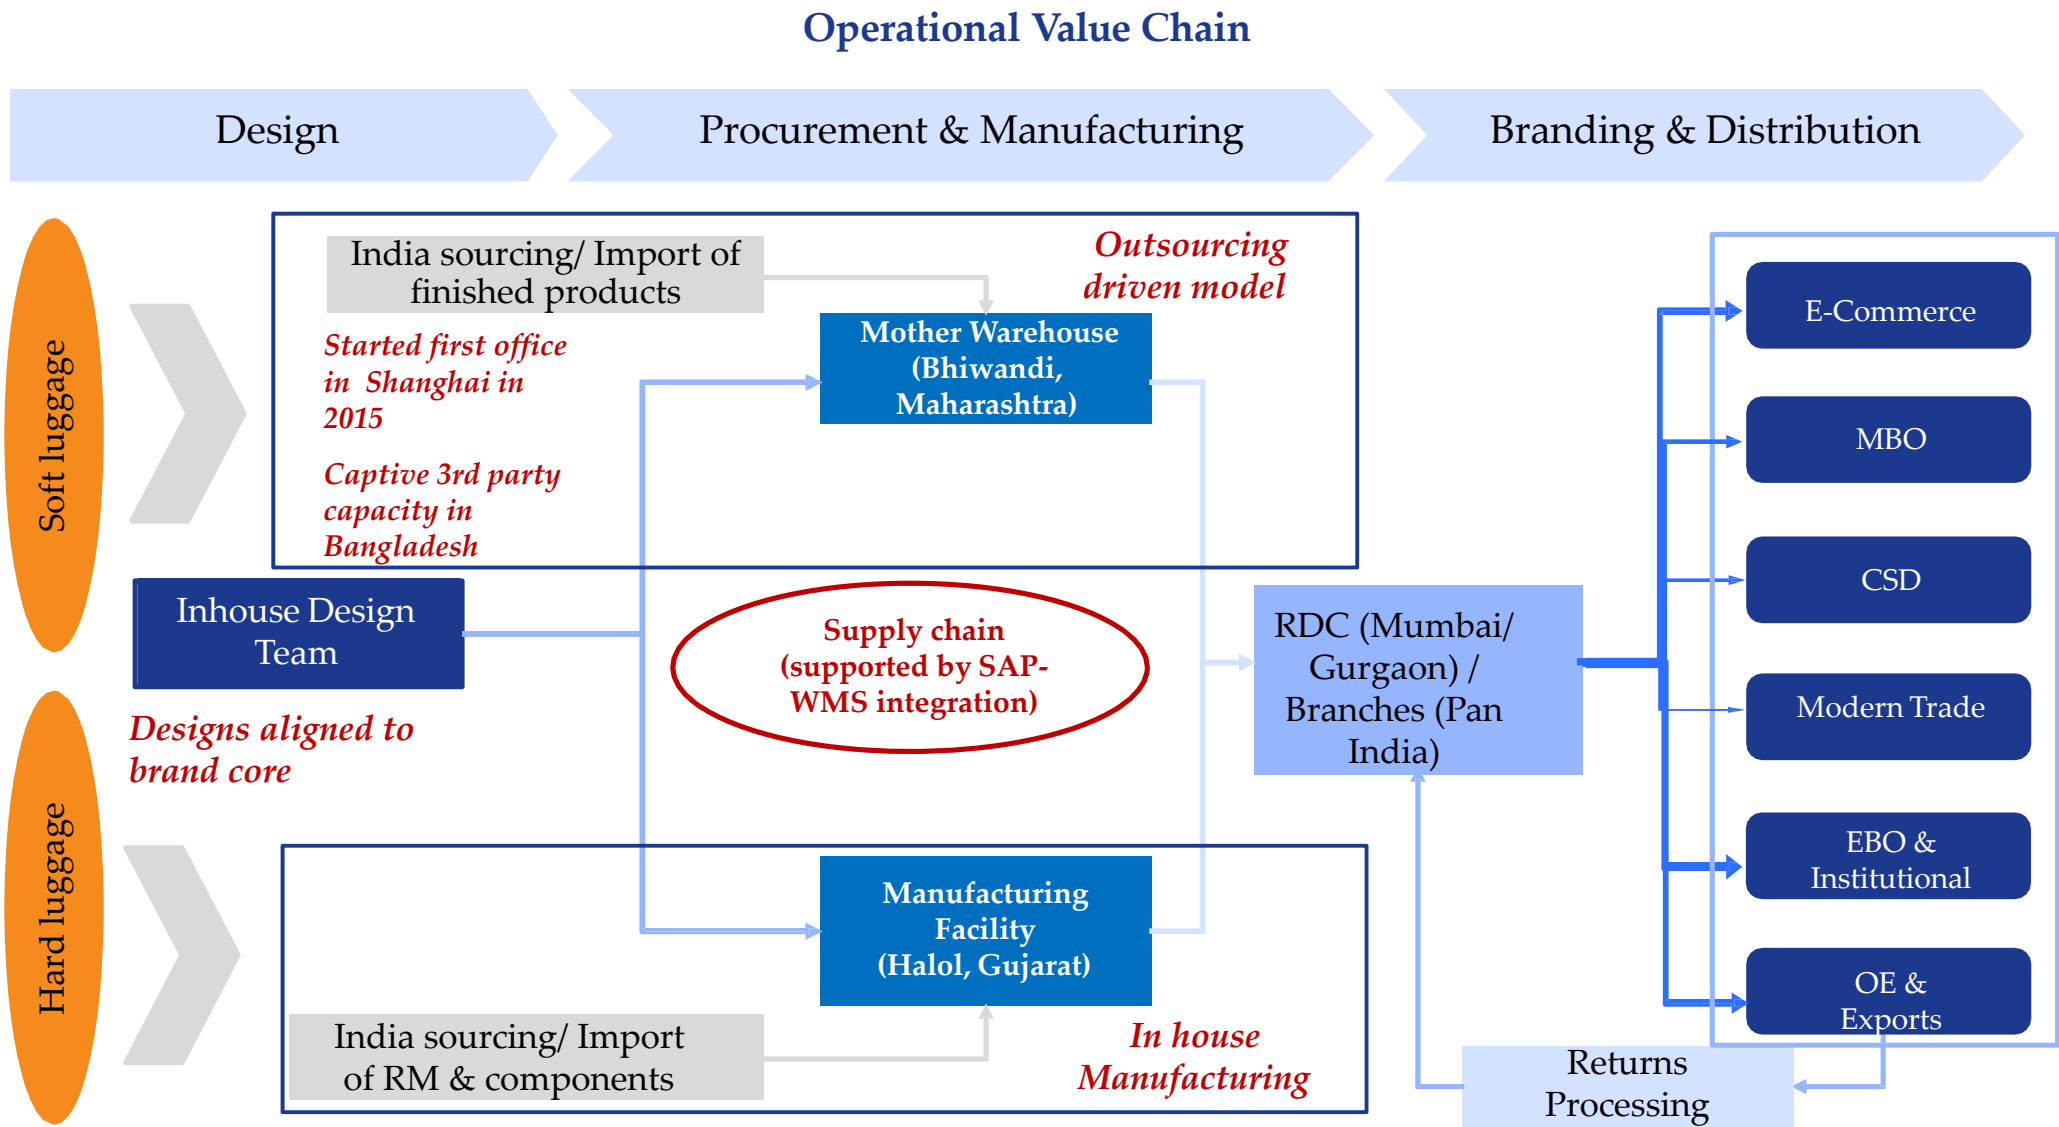 Operational Value Chain
Design
Procurement & Manufacturing
Branding & Distribution
Soft luggage
India sourcing/ Import of
finished products
Outsourcing
driven model
Started first office
in Shanghai in
2015
Mother Warehouse
(Bhiwandi,
Maharashtra)
Captive 3rd party
capacity in
Bangladesh
Inhouse Design
Team
Designs aligned to
brand core
Supply chain
(supported by SAP-
WMS integration)
RDC (Mumbai/
Gurgaon) /
Branches (Pan
India)
Hard luggage
Manufacturing
Facility
(Halol, Gujarat)
India sourcing/ Import
of RM & components
In house
Manufacturing
E-Commerce
MBO
CSD
Modern Trade
EBO &
Institutional
OE &
Exports
Returns
Processing